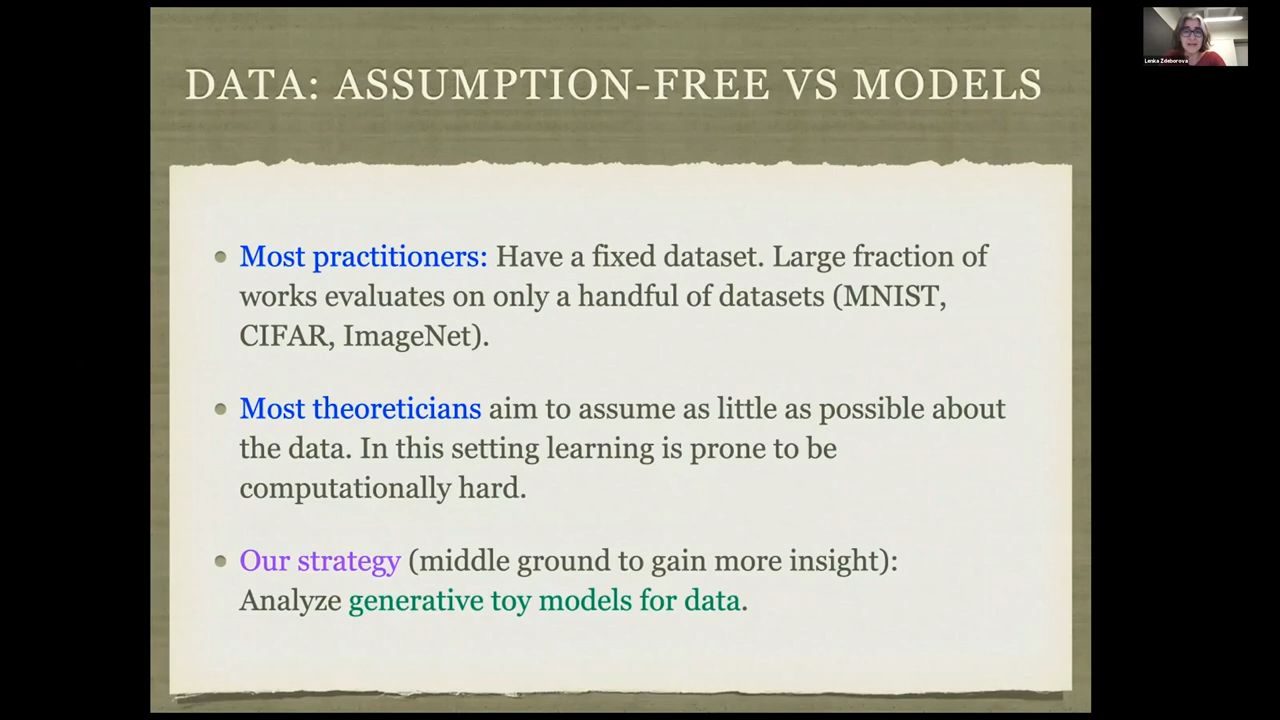 Lenka Zdeborova
DATA: ASSUMPTION-FREE VS MODELS
Most practitioners: Have a fixed dataset. Large fraction of
works evaluates on only a handful of datasets (MNIST,
CIFAR, ImageNet).
Most theoreticians aim to assume as little as possible about
the data. In this setting learning is prone to be
computationally hard.
Our strategy (middle ground to gain more insight):
Analyze generative toy models for data.